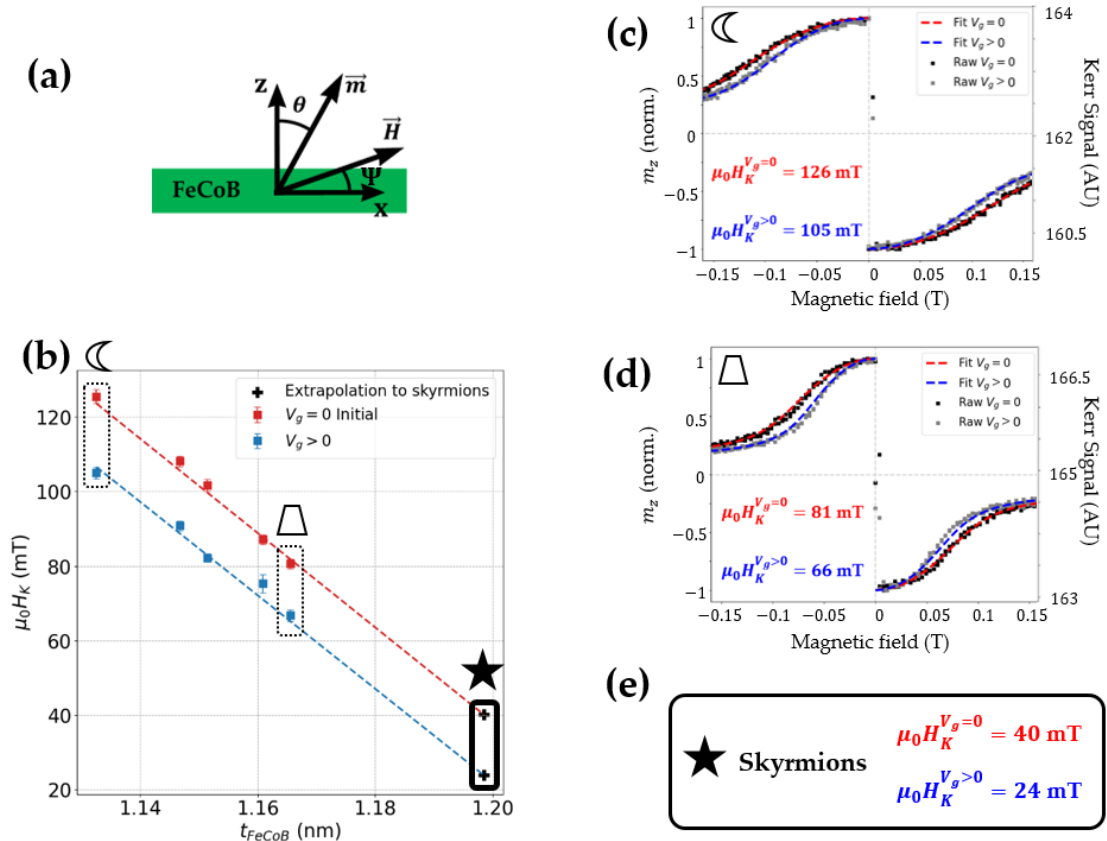 (a)
z
θ
m
H
Ψ
FeCoB
x
(b)
μ₀H_K (mT)
120
100
80
60
40
20
1.14
1.16
1.18
1.20
t_FeCoB (nm)
Extrapolation to skyrmions
V_g = 0 Initial
V_g > 0
(c)
m_z (norm.)
1
0.5
0
−0.5
−1
−0.15
−0.1
−0.05
0
0.05
0.1
0.15
Magnetic field (T)
164
162
160.5
Kerr Signal (AU)
Fit V_g = 0
Fit V_g > 0
Raw V_g = 0
Raw V_g > 0
μ₀H_K^{V_g=0} = 126 mT
μ₀H_K^{V_g>0} = 105 mT
(d)
m_z (norm.)
1
0.5
0
−0.5
−1
−0.15
−0.1
−0.05
0
0.05
0.1
0.15
Magnetic field (T)
166.5
165
163
Kerr Signal (AU)
Fit V_g = 0
Fit V_g > 0
Raw V_g = 0
Raw V_g > 0
μ₀H_K^{V_g=0} = 81 mT
μ₀H_K^{V_g>0} = 66 mT
(e)
Skyrmions
μ₀H_K^{V_g=0} = 40 mT
μ₀H_K^{V_g>0} = 24 mT